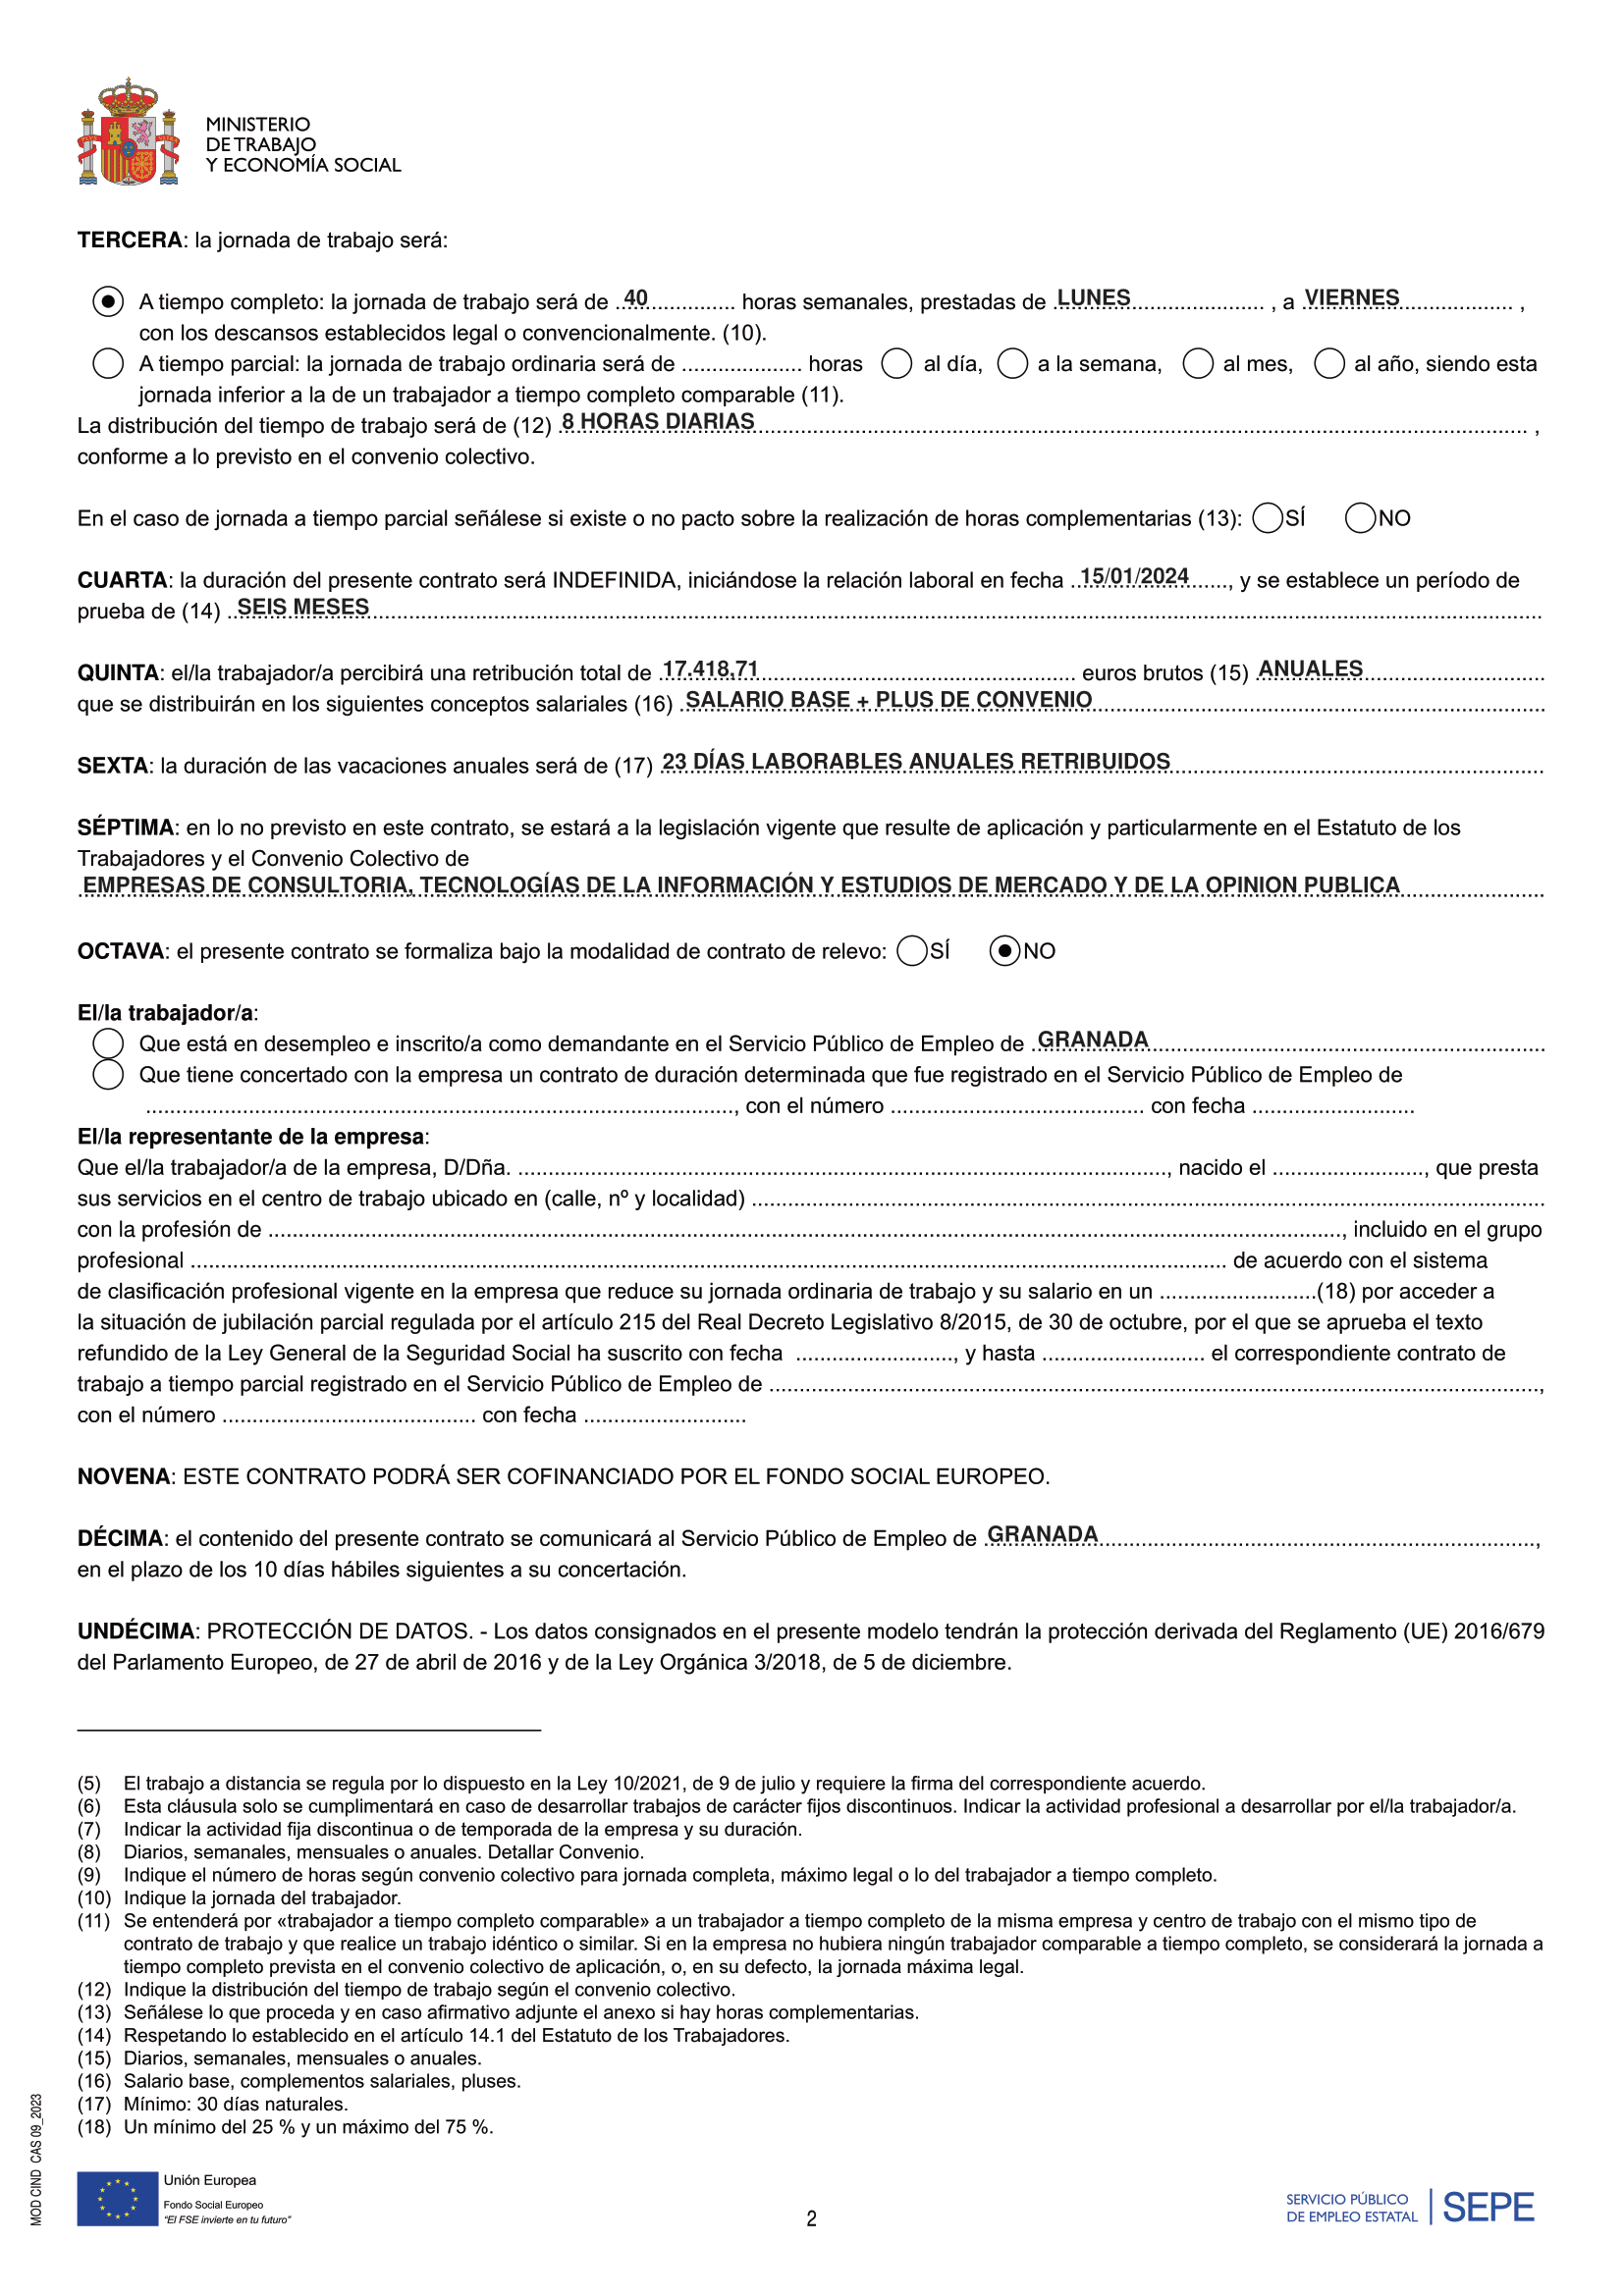 MINISTERIO
DE TRABAJO
Y ECONOMÍA SOCIAL
TERCERA: la jornada de trabajo será:
A tiempo completo: la jornada de trabajo será de ..40............... horas semanales, prestadas de LUNES...................... , a VIERNES................... ,
con los descansos establecidos legal o convencionalmente. (10).
A tiempo parcial: la jornada de trabajo ordinaria será de .................... horas al día, a la semana, al mes, al año, siendo esta
jornada inferior a la de un trabajador a tiempo completo comparable (11).
La distribución del tiempo de trabajo será de (12) 8 HORAS DIARIAS................................................................ ,
conforme a lo previsto en el convenio colectivo.
En el caso de jornada a tiempo parcial señálese si existe o no pacto sobre la realización de horas complementarias (13): SÍ NO
CUARTA: la duración del presente contrato será INDEFINIDA, iniciándose la relación laboral en fecha ..15/01/2024......, y se establece un período de
prueba de (14) ..SEIS MESES................................................................
QUINTA: el/la trabajador/a percibirá una retribución total de 17.418,71.................................................... euros brutos (15) ANUALES..............................
que se distribuirán en los siguientes conceptos salariales (16) SALARIO BASE + PLUS DE CONVENIO................................................................
SEXTA: la duración de las vacaciones anuales será de (17) 23 DÍAS LABORABLES ANUALES RETRIBUIDOS................................................................
SÉPTIMA: en lo no previsto en este contrato, se estará a la legislación vigente que resulte de aplicación y particularmente en el Estatuto de los
Trabajadores y el Convenio Colectivo de
EMPRESAS DE CONSULTORIA, TECNOLOGÍAS DE LA INFORMACIÓN Y ESTUDIOS DE MERCADO Y DE LA OPINION PUBLICA........................
OCTAVA: el presente contrato se formaliza bajo la modalidad de contrato de relevo: SÍ NO
El/la trabajador/a:
Que está en desempleo e inscrito/a como demandante en el Servicio Público de Empleo de GRANADA................................................................
Que tiene concertado con la empresa un contrato de duración determinada que fue registrado en el Servicio Público de Empleo de
................................................................................................., con el número .......................................... con fecha ...........................
El/la representante de la empresa:
Que el/la trabajador/a de la empresa, D/Dña. ..........................................................................................................., nacido el ........................., que presta
sus servicios en el centro de trabajo ubicado en (calle, nº y localidad) ...................................................................................................................................
con la profesión de ................................................................................................................................................................................., incluido en el grupo
profesional ........................................................................................................................................................................... de acuerdo con el sistema
de clasificación profesional vigente en la empresa que reduce su jornada ordinaria de trabajo y su salario en un ..........................(18) por acceder a
la situación de jubilación parcial regulada por el artículo 215 del Real Decreto Legislativo 8/2015, de 30 de octubre, por el que se aprueba el texto
refundido de la Ley General de la Seguridad Social ha suscrito con fecha .........................., y hasta ........................... el correspondiente contrato de
trabajo a tiempo parcial registrado en el Servicio Público de Empleo de ...............................................................................................................................,
con el número .......................................... con fecha ...........................
NOVENA: ESTE CONTRATO PODRÁ SER COFINANCIADO POR EL FONDO SOCIAL EUROPEO.
DÉCIMA: el contenido del presente contrato se comunicará al Servicio Público de Empleo de GRANADA........................................................................,
en el plazo de los 10 días hábiles siguientes a su concertación.
UNDÉCIMA: PROTECCIÓN DE DATOS. - Los datos consignados en el presente modelo tendrán la protección derivada del Reglamento (UE) 2016/679
del Parlamento Europeo, de 27 de abril de 2016 y de la Ley Orgánica 3/2018, de 5 de diciembre.
(5) El trabajo a distancia se regula por lo dispuesto en la Ley 10/2021, de 9 de julio y requiere la firma del correspondiente acuerdo.
(6) Esta cláusula solo se cumplimentará en caso de desarrollar trabajos de carácter fijos discontinuos. Indicar la actividad profesional a desarrollar por el/la trabajador/a.
(7) Indicar la actividad fija discontinua o de temporada de la empresa y su duración.
(8) Diarios, semanales, mensuales o anuales. Detallar Convenio.
(9) Indique el número de horas según convenio colectivo para jornada completa, máximo legal o lo del trabajador a tiempo completo.
(10) Indique la jornada del trabajador.
(11) Se entenderá por «trabajador a tiempo completo comparable» a un trabajador a tiempo completo de la misma empresa y centro de trabajo con el mismo tipo de
contrato de trabajo y que realice un trabajo idéntico o similar. Si en la empresa no hubiera ningún trabajador comparable a tiempo completo, se considerará la jornada a
tiempo completo prevista en el convenio colectivo de aplicación, o, en su defecto, la jornada máxima legal.
(12) Indique la distribución del tiempo de trabajo según el convenio colectivo.
(13) Señálese lo que proceda y en caso afirmativo adjunte el anexo si hay horas complementarias.
(14) Respetando lo establecido en el artículo 14.1 del Estatuto de los Trabajadores.
(15) Diarios, semanales, mensuales o anuales.
(16) Salario base, complementos salariales, pluses.
(17) Mínimo: 30 días naturales.
(18) Un mínimo del 25 % y un máximo del 75 %.
MOD CIND CAS 09_2023
Unión Europea
Fondo Social Europeo
"El FSE invierte en tu futuro"
2
SERVICIO PÚBLICO
DE EMPLEO ESTATAL
SEPE